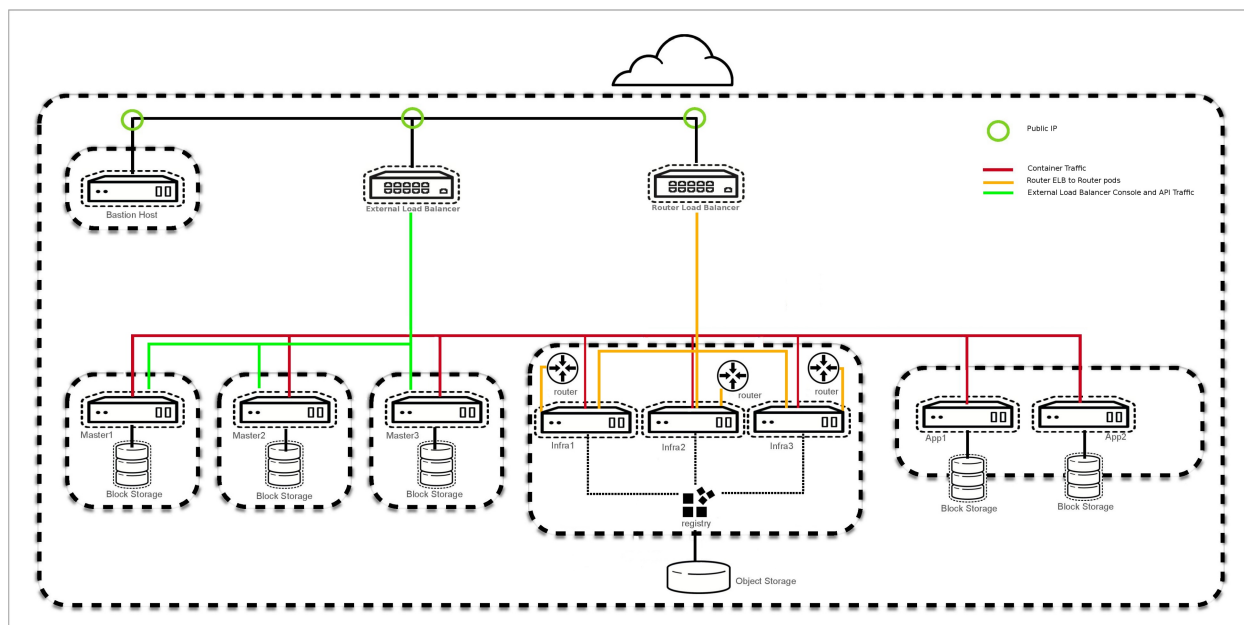 Public IP
Container Traffic
Router ELB to Router pods
External Load Balancer Console and API Traffic
Bastion Host
External Load Balancer
Router Load Balancer
router
router
router
Master1
Master2
Master3
Infra1
Infra2
Infra3
App1
App2
Block Storage
Block Storage
Block Storage
Block Storage
Block Storage
registry
Object Storage